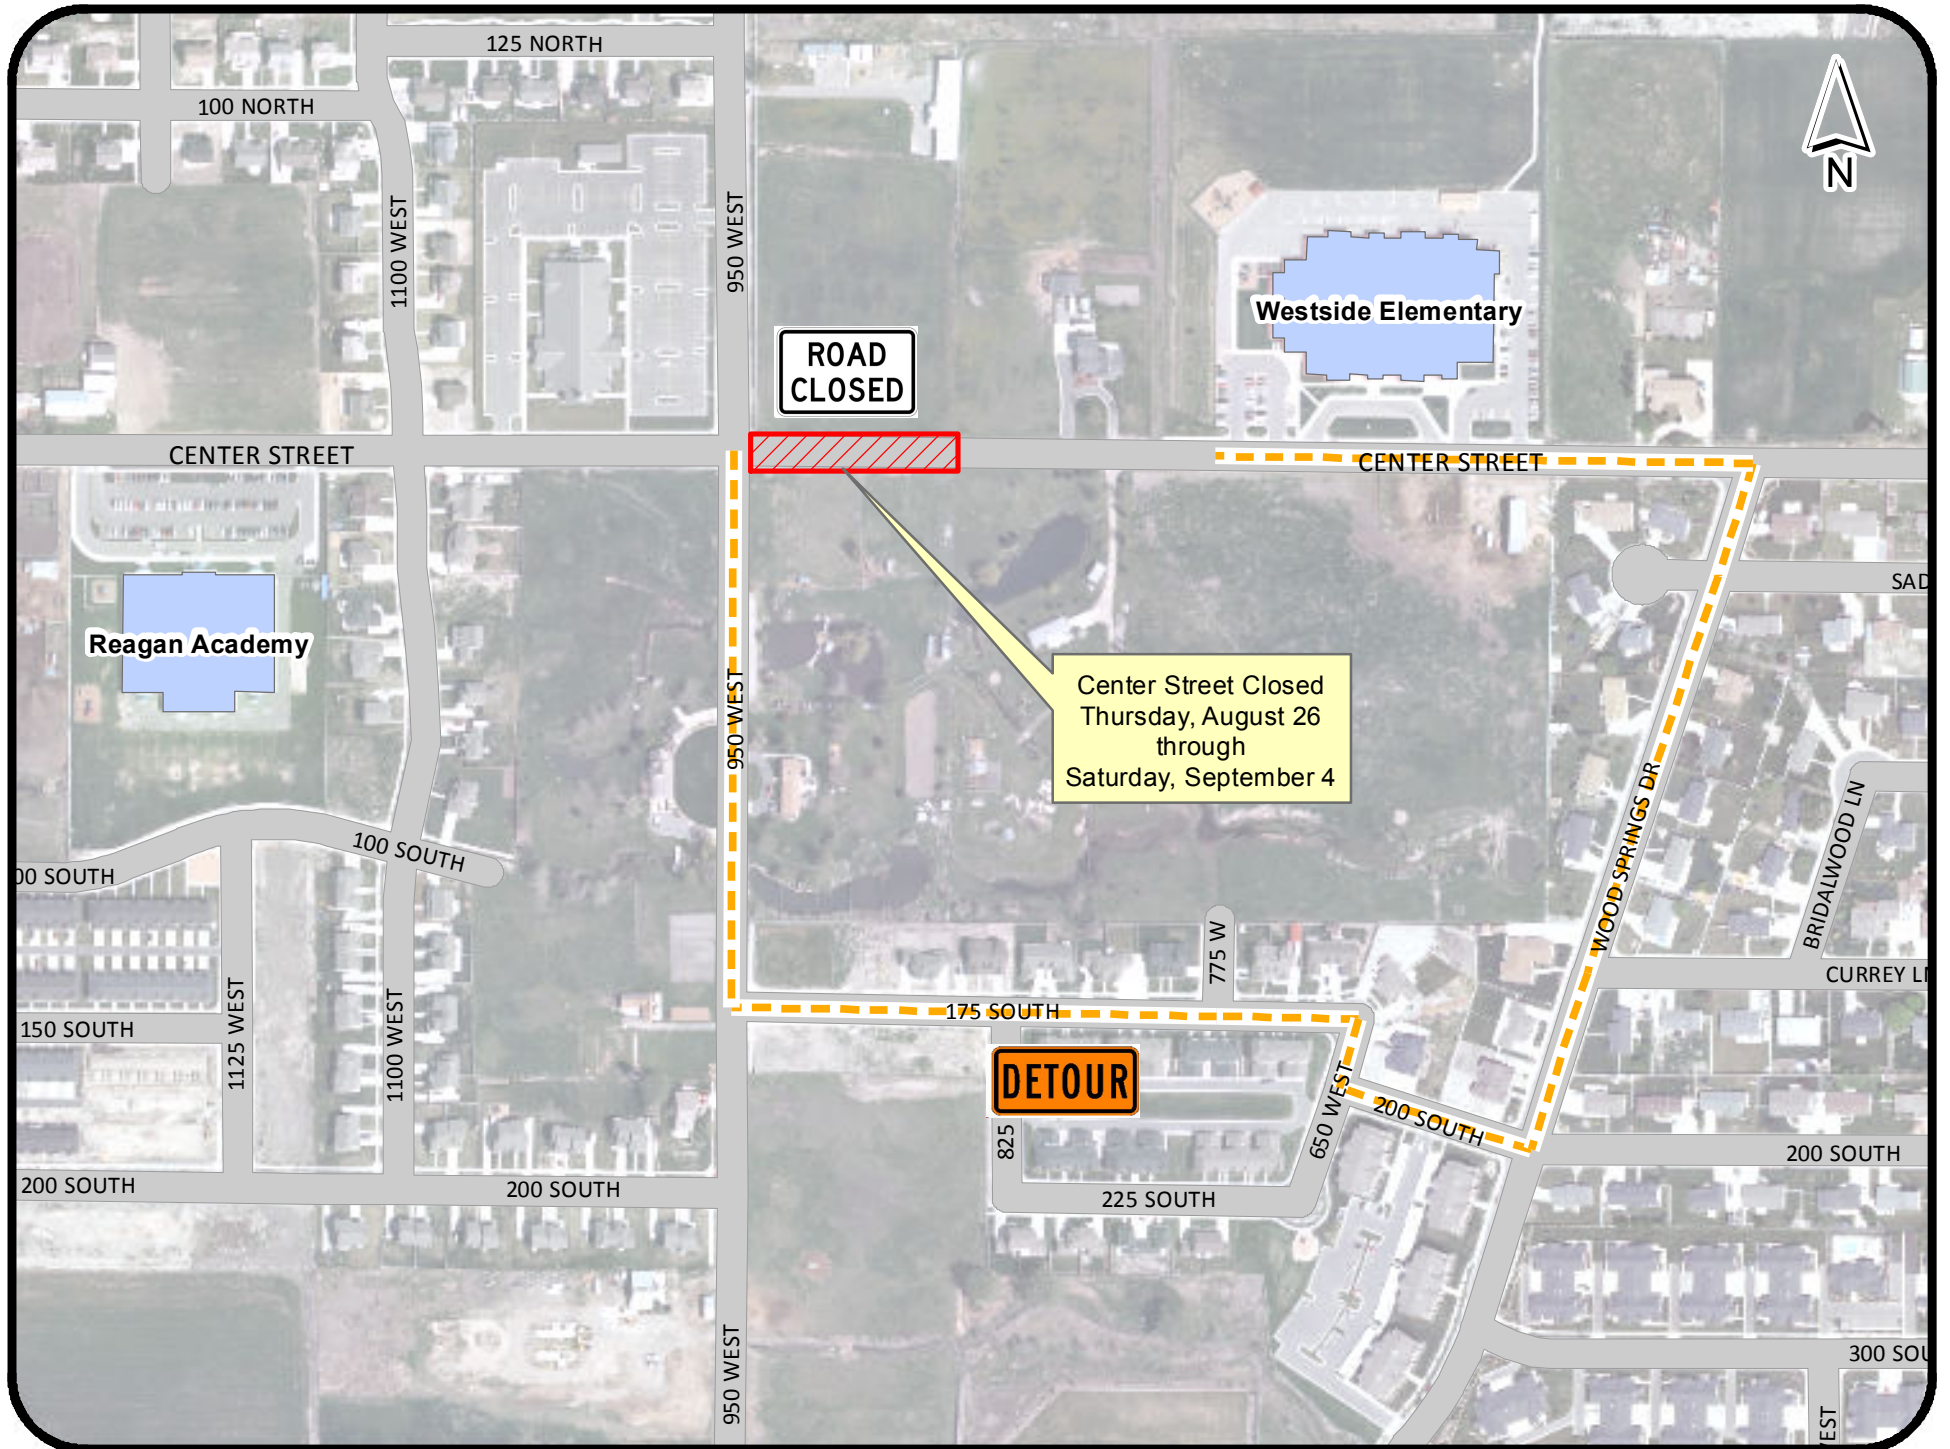 125 NORTH
100 NORTH
N
1100 WEST
950 WEST
Westside Elementary
ROAD
CLOSED
CENTER STREET
CENTER STREET
SAD
Reagan Academy
Center Street Closed
Thursday, August 26
through
Saturday, September 4
950 WEST
WOOD SPRINGS DR
BRIDALWOOD LN
100 SOUTH
00 SOUTH
775 W
CURREY L
175 SOUTH
150 SOUTH
1125 WEST
1100 WEST
DETOUR
650 WEST
200 SOUTH
825
200 SOUTH
200 SOUTH
200 SOUTH
225 SOUTH
950 WEST
300 SOU
EST